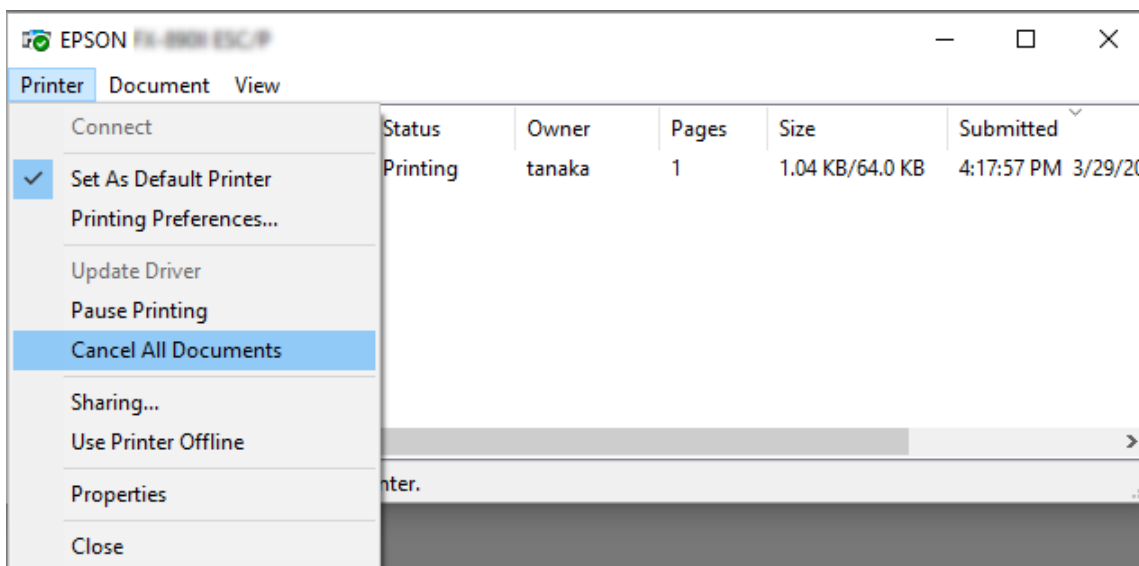 EPSON
Printer Document View
Connect
Set As Default Printer
Printing Preferences...
Update Driver
Pause Printing
Cancel All Documents
Sharing...
Use Printer Offline
Properties
Close
Status Owner Pages Size Submitted
Printing tanaka 1 1.04 KB/64.0 KB 4:17:57 PM 3/29/20
nter.